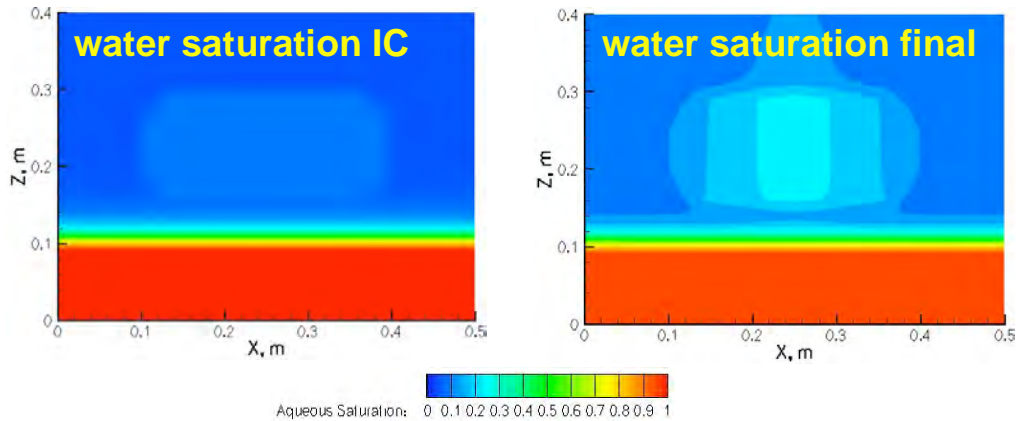 water saturation IC
water saturation final
0.4
0.3
0.2
0.1
0
Z, m
0 0.1 0.2 0.3 0.4 0.5
X, m
0.4
0.3
0.2
0.1
0
Z, m
0 0.1 0.2 0.3 0.4 0.5
X, m
Aqueous Saturation: 0 0.1 0.2 0.3 0.4 0.5 0.6 0.7 0.8 0.9 1